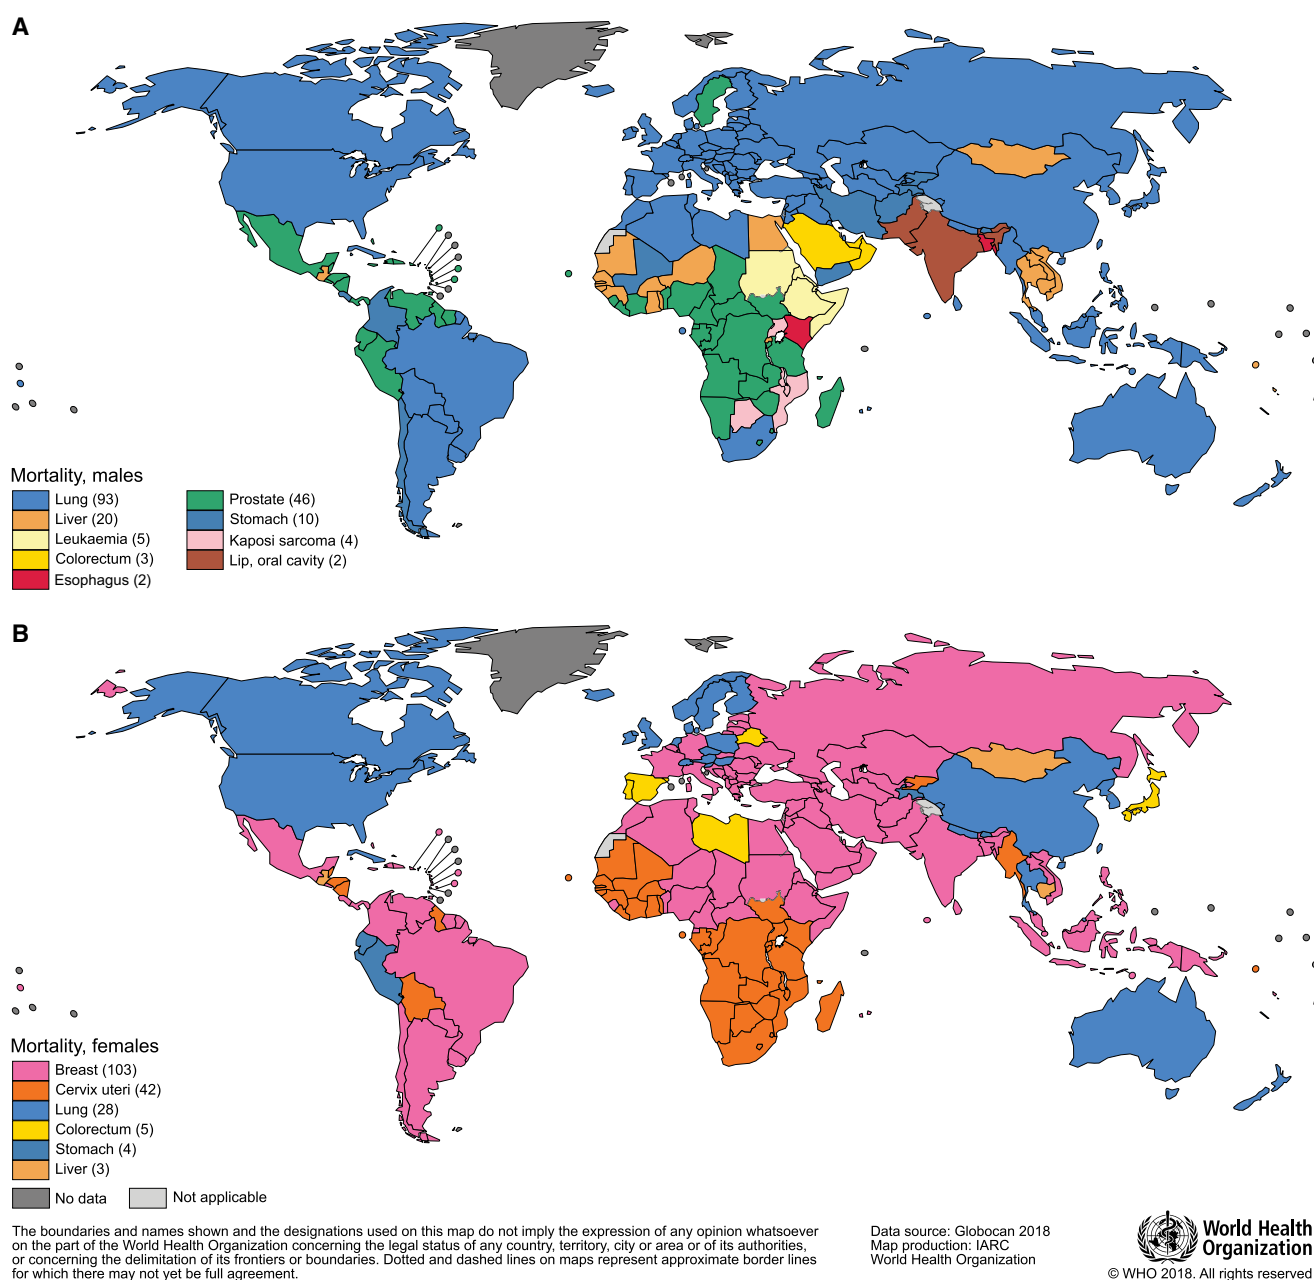 A
Mortality, males
Lung (93)
Liver (20)
Leukaemia (5)
Colorectum (3)
Esophagus (2)
Prostate (46)
Stomach (10)
Kaposi sarcoma (4)
Lip, oral cavity (2)
B
Mortality, females
Breast (103)
Cervix uteri (42)
Lung (28)
Colorectum (5)
Stomach (4)
Liver (3)
No data
Not applicable
The boundaries and names shown and the designations used on this map do not imply the expression of any opinion whatsoever
on the part of the World Health Organization concerning the legal status of any country, territory, city or area or of its authorities,
or concerning the delimitation of its frontiers or boundaries. Dotted and dashed lines on maps represent approximate border lines
for which there may not yet be full agreement.
Data source: Globocan 2018
Map production: IARC
World Health Organization
World Health
Organization
© WHO 2018. All rights reserved